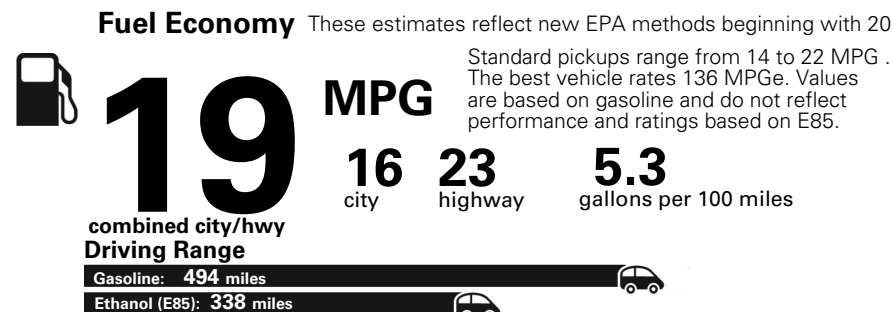 Fuel Economy These estimates reflect new EPA methods beginning with 20
Standard pickups range from 14 to 22 MPG .
The best vehicle rates 136 MPGe. Values
are based on gasoline and do not reflect
performance and ratings based on E85.
19 MPG
16 23 5.3
city highway gallons per 100 miles
combined city/hwy
Driving Range
Gasoline: 494 miles
Ethanol (E85): 338 miles